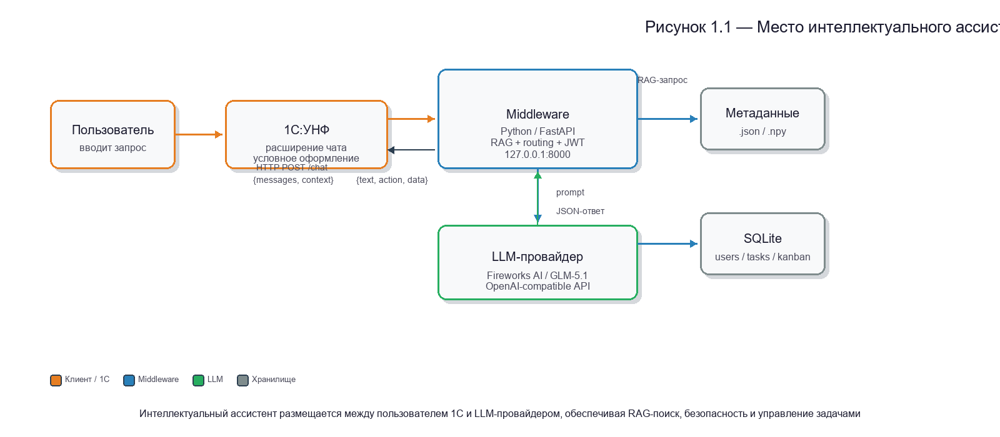 Рисунок 1.1 — Место интеллектуального
RAG-запрос
Пользователь
вводит запрос
1С:УНФ
расширение чата
условное оформление
HTTP POST /chat
{messages, context}
{text, action, data}
Middleware
Python / FastAPI
RAG + routing + JWT
127.0.0.1:8000
Метаданные
.json / .npy
prompt
JSON-ответ
LLM-провайдер
Fireworks AI / GLM-5.1
OpenAI-compatible API
SQLite
users / tasks / kanban
Клиент / 1С
Middleware
LLM
Хранилище
Интеллектуальный ассистент размещается между пользователем 1С и LLM-провайдером, обеспечивая RAG-поиск, безопасность и управление задачами